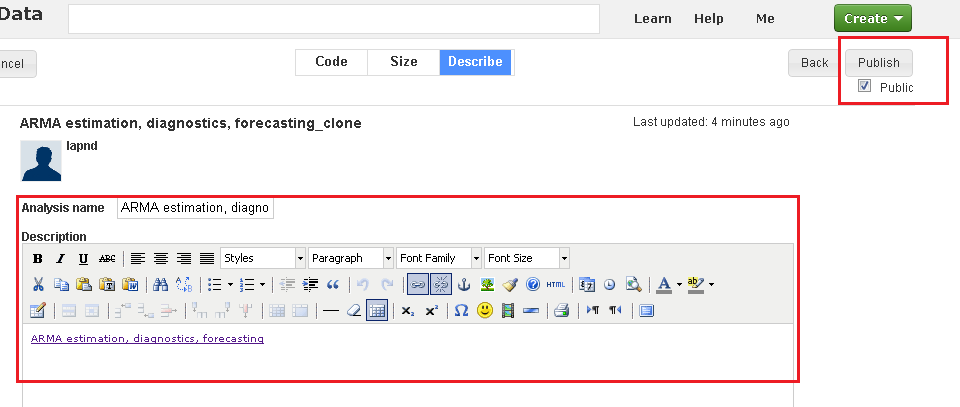 Data
Learn Help Me Create
ncel Code Size Describe Back Publish
Public
ARMA estimation, diagnostics, forecasting_clone
Last updated: 4 minutes ago
lapnd
Analysis name ARMA estimation, diagno
Description
B I U ABC Styles Paragraph Font Family Font Size
HTML
ARMA estimation, diagnostics, forecasting